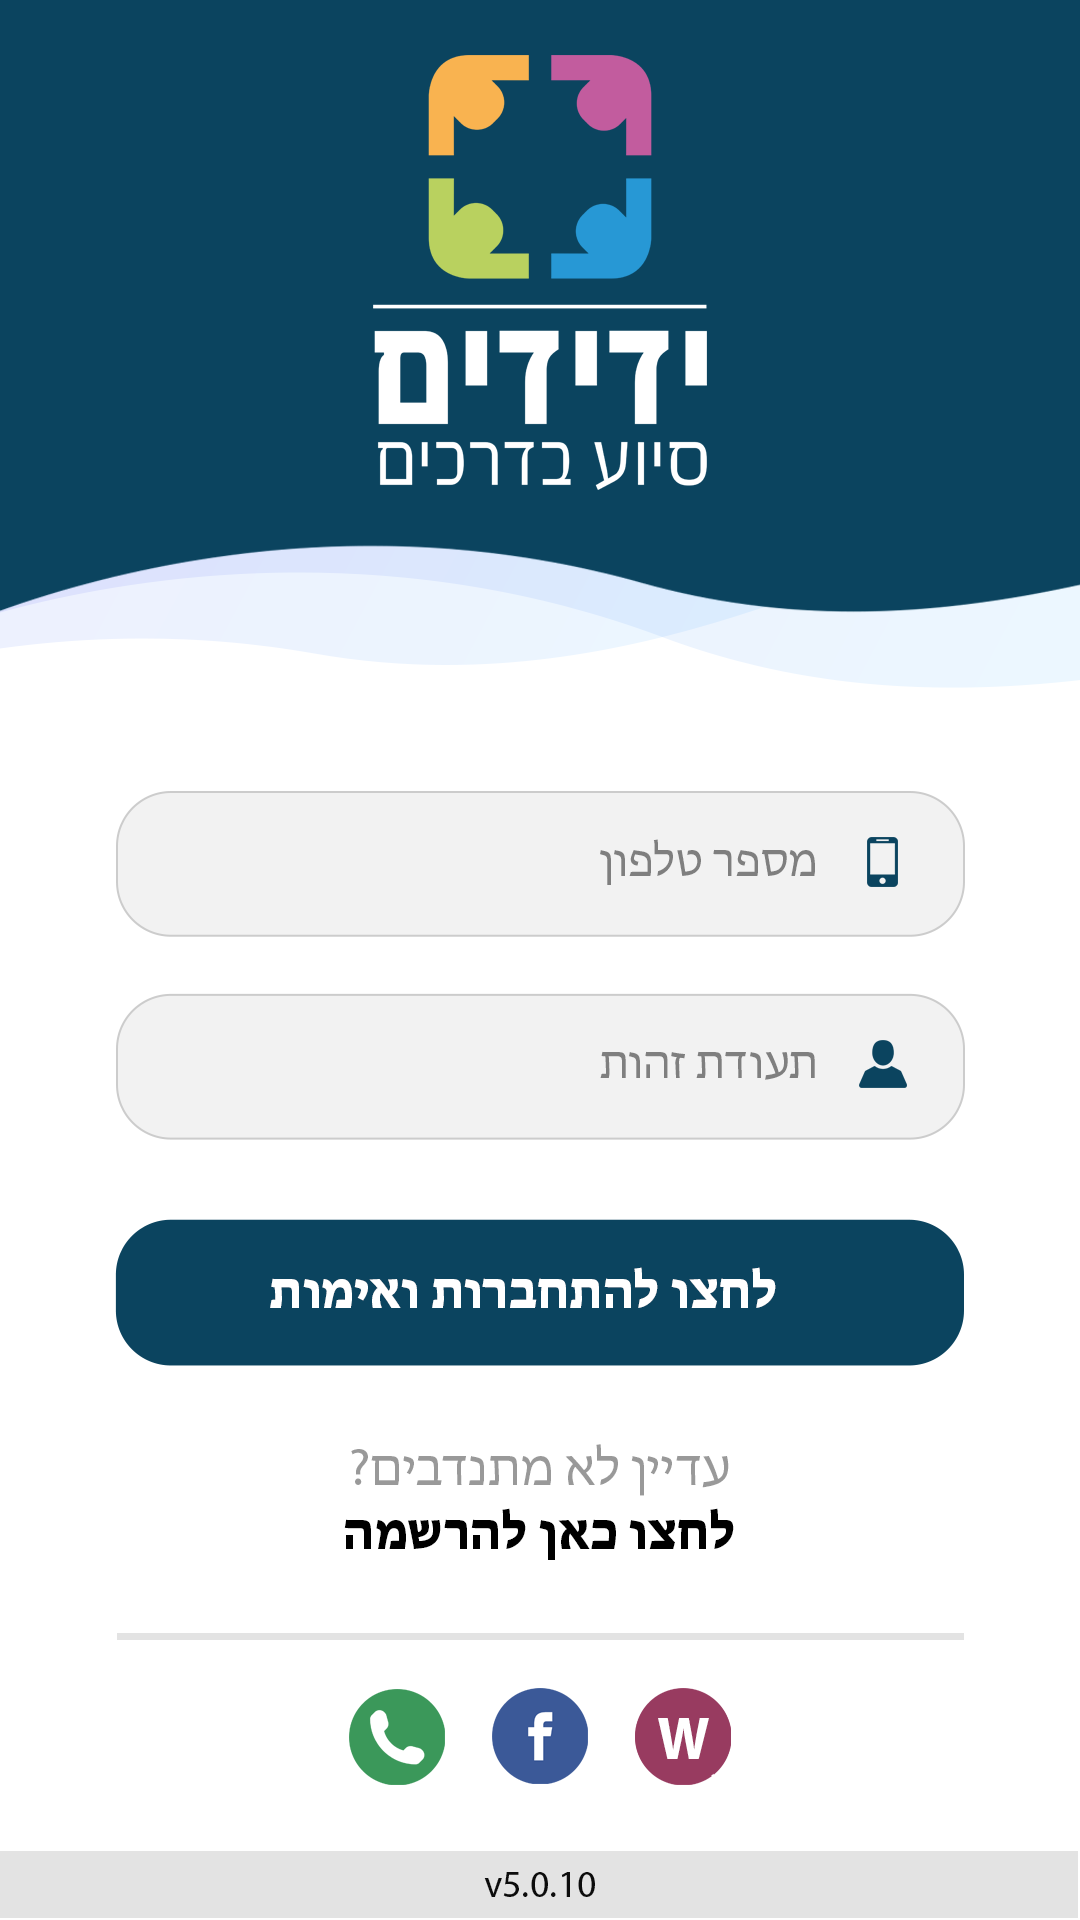 ידידים
סיוע בדרכים
מספר טלפון
תעודת זהות
לחצו להתחברות ואימות
עדיין לא מתנדבים?
לחצו כאן להרשמה
f W
v5.0.10